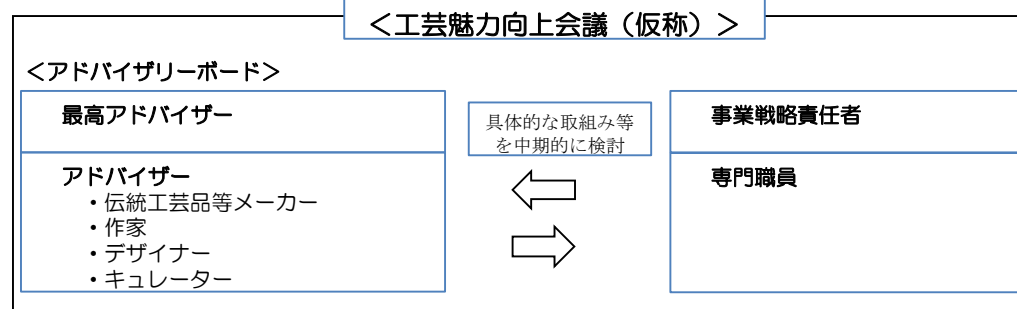 ＜工芸魅力向上会議（仮称）＞
＜アドバイザリーボード＞
最高アドバイザー
アドバイザー
・伝統工芸品等メーカー
・作家
・デザイナー
・キュレーター
具体的な取組み等
を中期的に検討
事業戦略責任者
専門職員